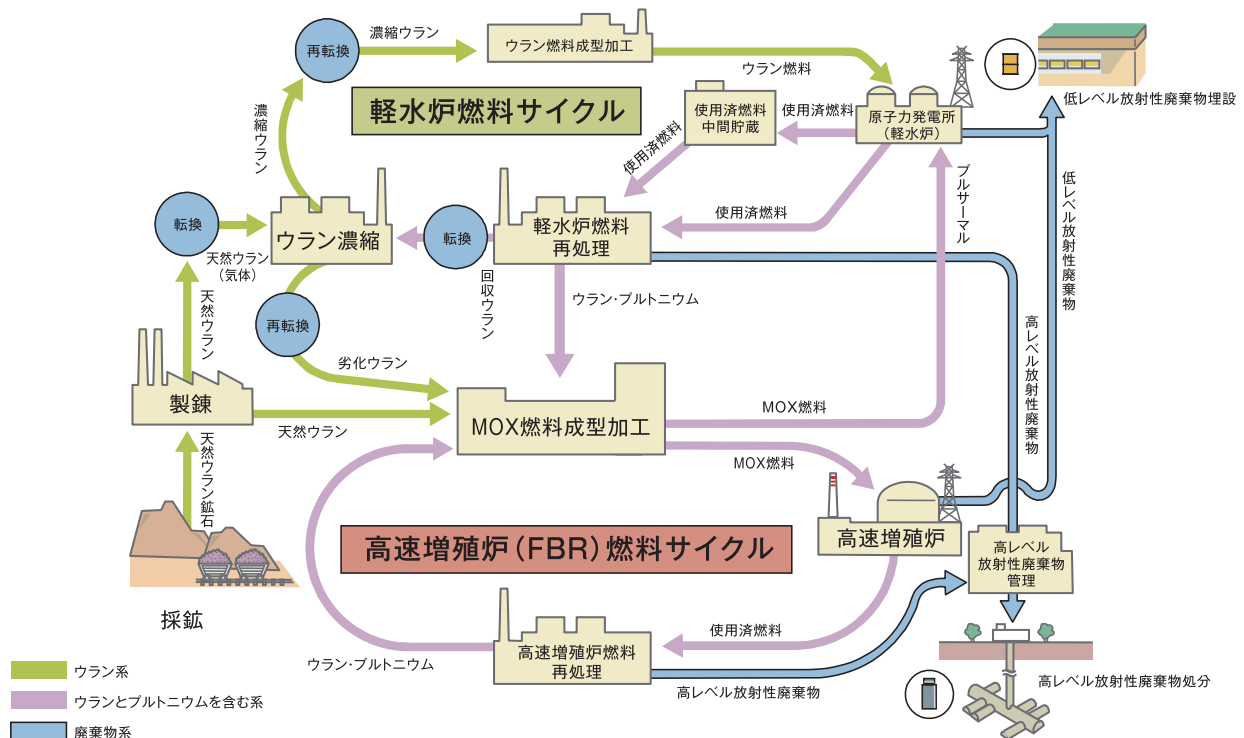 濃縮ウラン
再転換
ウラン燃料成型加工
ウラン燃料
低レベル放射性廃棄物埋設
軽水炉燃料サイクル
濃縮ウラン
使用済燃料
中間貯蔵
使用済燃料
原子力発電所
(軽水炉)
使用済燃料
プルサーマル
低レベル放射性廃棄物
転換
天然ウラン
(気体)
ウラン濃縮
転換
回収ウラン
軽水炉燃料
再処理
使用済燃料
天然ウラン
再転換
ウラン・プルトニウム
高レベル放射性廃棄物
劣化ウラン
製錬
天然ウラン
MOX燃料成型加工
MOX燃料
MOX燃料
天然ウラン鉱石
採鉱
高速増殖炉(FBR)燃料サイクル
高速増殖炉
高レベル
放射性廃棄物
管理
使用済燃料
高速増殖炉燃料
再処理
ウラン・プルトニウム
高レベル放射性廃棄物
高レベル放射性廃棄物処分
ウラン系
ウランとプルトニウムを含む系
廃棄物系